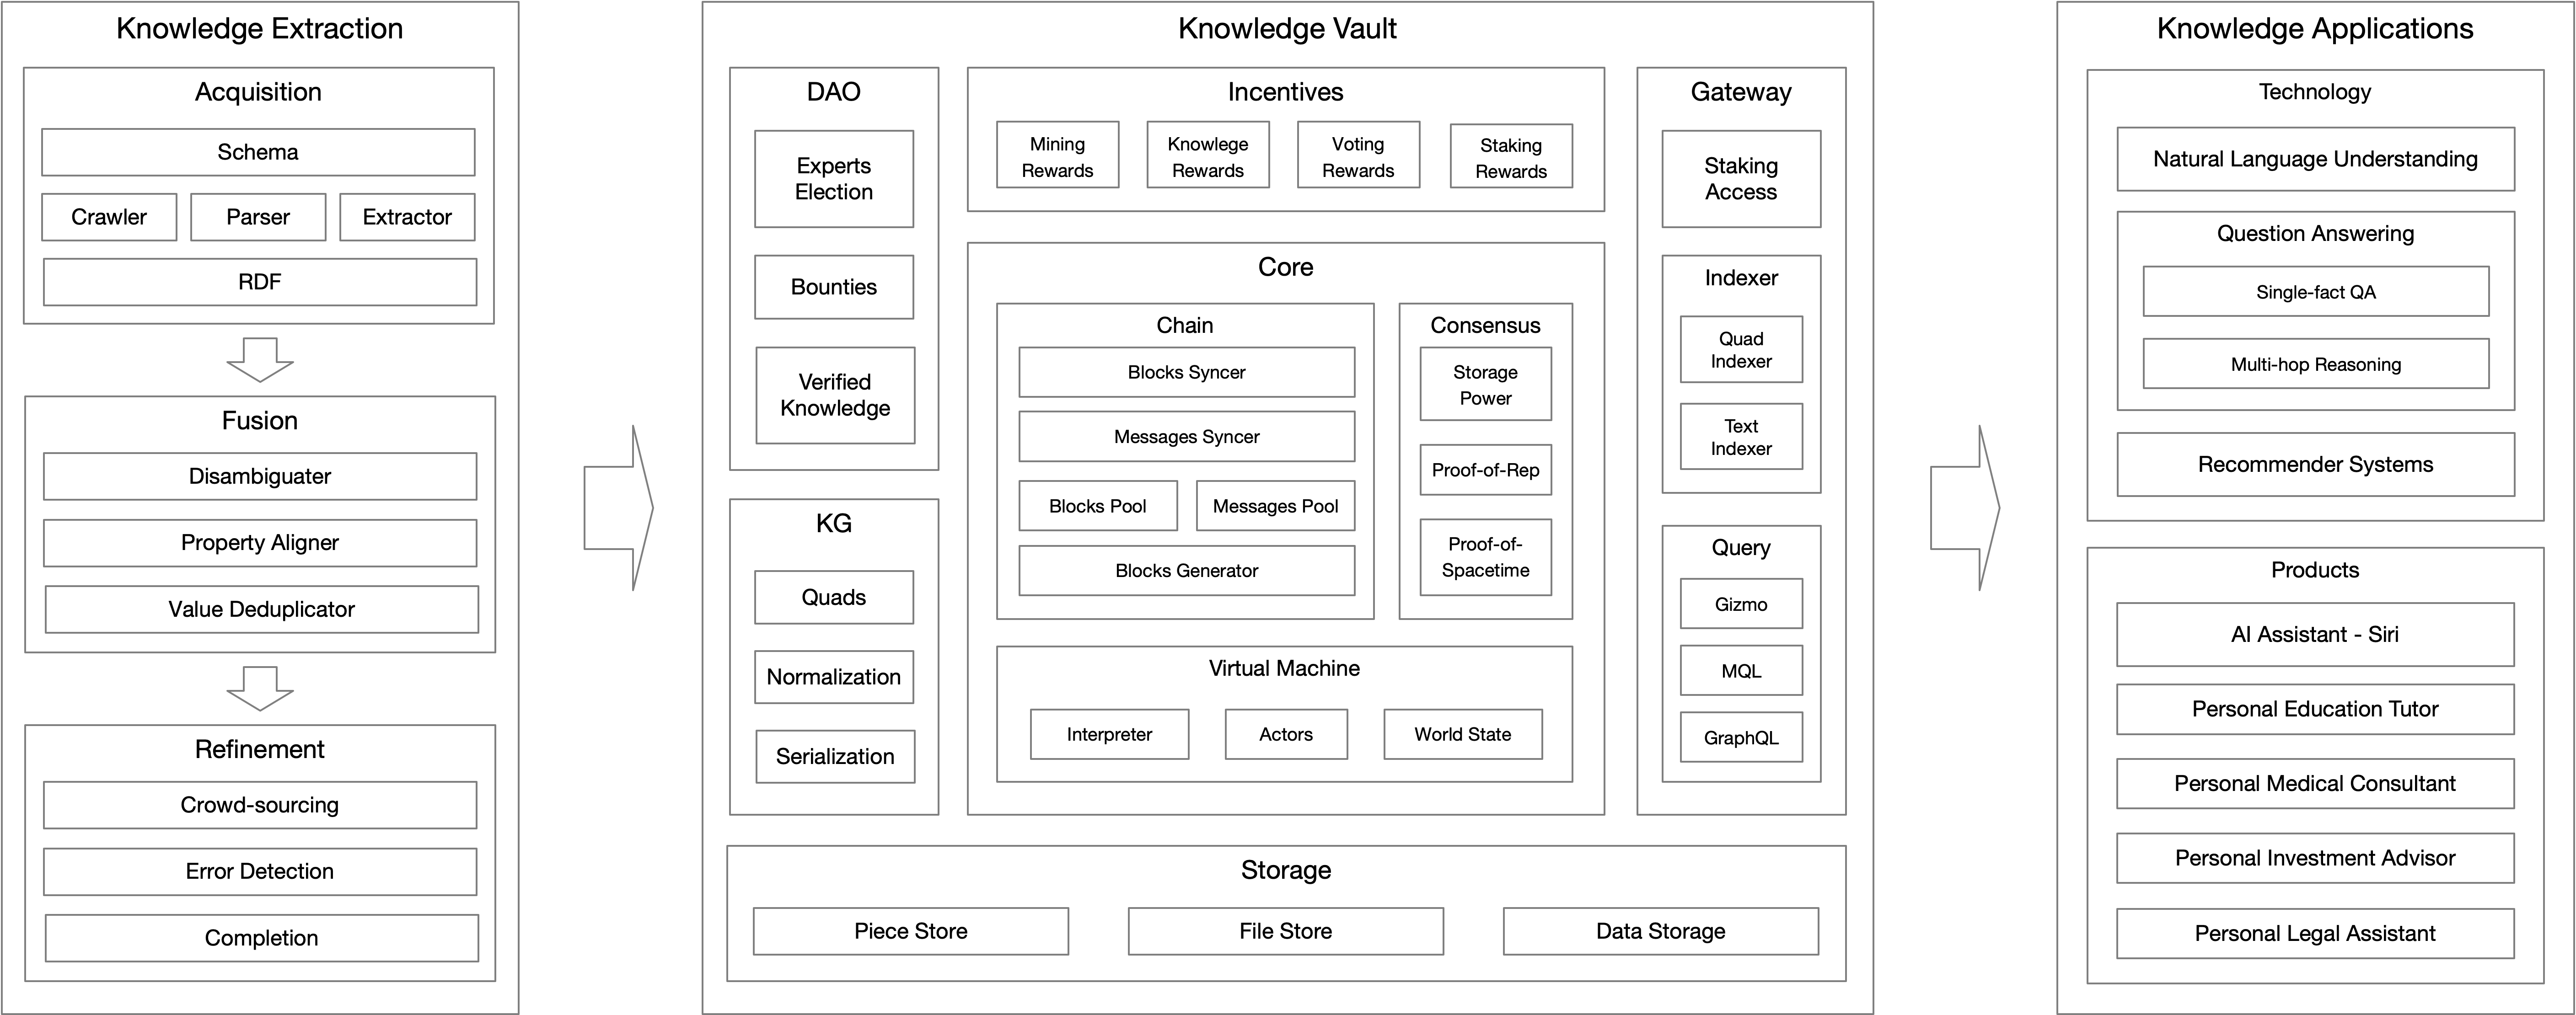 Knowledge Extraction
Acquisition
Schema
Crawler
Parser
Extractor
RDF
Fusion
Disambiguater
Property Aligner
Value Deduplicator
Refinement
Crowd-sourcing
Error Detection
Completion
Knowledge Vault
DAO
Experts
Election
Bounties
Verified
Knowledge
KG
Quads
Normalization
Serialization
Incentives
Mining
Rewards
Knowlege
Rewards
Voting
Rewards
Staking
Rewards
Core
Chain
Blocks Syncer
Messages Syncer
Blocks Pool
Messages Pool
Blocks Generator
Consensus
Storage
Power
Proof-of-Rep
Proof-of-
Spacetime
Virtual Machine
Interpreter
Actors
World State
Gateway
Staking
Access
Indexer
Quad
Indexer
Text
Indexer
Query
Gizmo
MQL
GraphQL
Storage
Piece Store
File Store
Data Storage
Knowledge Applications
Technology
Natural Language Understanding
Question Answering
Single-fact QA
Multi-hop Reasoning
Recommender Systems
Products
AI Assistant - Siri
Personal Education Tutor
Personal Medical Consultant
Personal Investment Advisor
Personal Legal Assistant